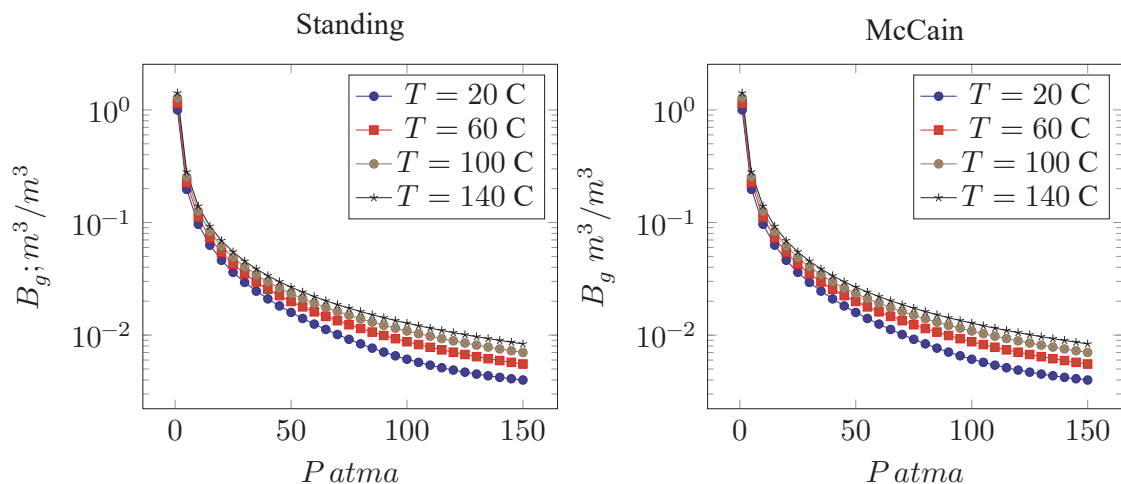 Standing
10^0
10^{-1}
10^{-2}
B_g; m^3/m^3
T = 20 C
T = 60 C
T = 100 C
T = 140 C
0 50 100 150
P atma
McCain
10^0
10^{-1}
10^{-2}
B_g m^3/m^3
T = 20 C
T = 60 C
T = 100 C
T = 140 C
0 50 100 150
P atma